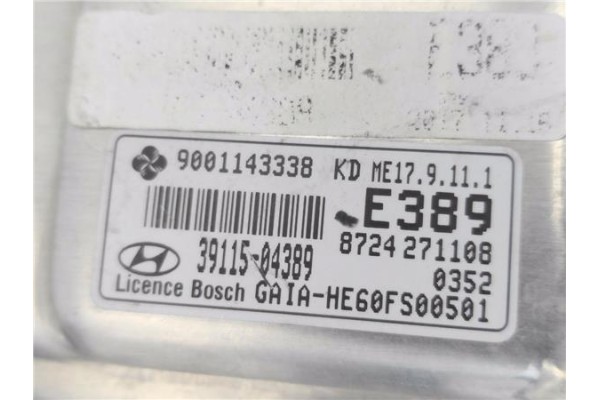 9001143338 KD ME17.9.11.1
E389
39115-04389 8724 271108
0352
Licence Bosch GAIA-HE60FS00501